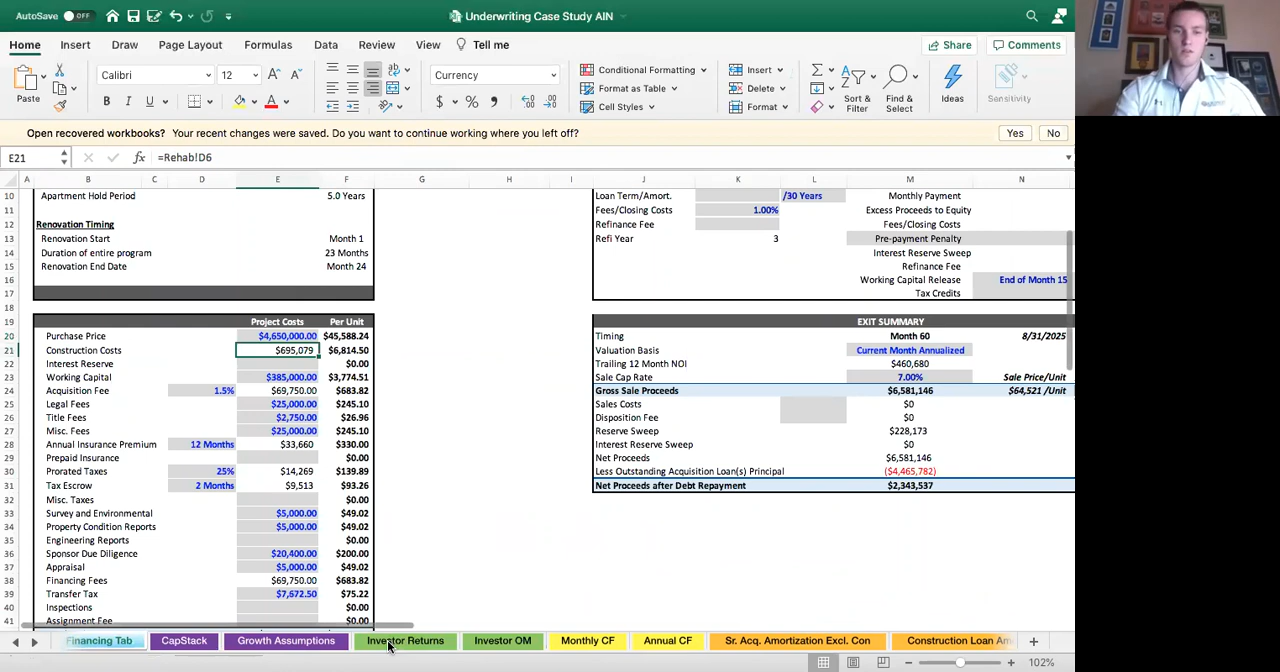 AutoSave OFF Underwriting Case Study AIN
Home Insert Draw Page Layout Formulas Data Review View Tell me Share Comments
Paste Calibri 12 A^ A˅ B I U A ab Currency $ % Conditional Formatting Format as Table Cell Styles Insert Delete Format Sort & Filter Find & Select Ideas Sensitivity
Open recovered workbooks? Your recent changes were saved. Do you want to continue working where you left off? Yes No
E21 fx =Rehab!D6
A B C D E F G H I J K L M N
10 Apartment Hold Period 5.0 Years Loan Term/Amort. /30 Years Monthly Payment
11 Fees/Closing Costs 1.00% Excess Proceeds to Equity
12 Renovation Timing Refinance Fee Fees/Closing Costs
13 Renovation Start Month 1 Refi Year 3 Pre-payment Penalty
14 Duration of entire program 23 Months Interest Reserve Sweep
15 Renovation End Date Month 24 Refinance Fee
16 Working Capital Release End of Month 15
17 Tax Credits
18
19 Project Costs Per Unit EXIT SUMMARY
20 Purchase Price $4,650,000.00 $45,588.24 Timing Month 60 8/31/2025
21 Construction Costs $695,079 $6,814.50 Valuation Basis Current Month Annualized
22 Interest Reserve $0.00 Trailing 12 Month NOI $460,680
23 Working Capital $385,000.00 $3,774.51 Sale Cap Rate 7.00% Sale Price/Unit
24 Acquisition Fee 1.5% $69,750.00 $683.82 Gross Sale Proceeds $6,581,146 $64,521 /Unit
25 Legal Fees $25,000.00 $245.10 Sales Costs $0
26 Title Fees $2,750.00 $26.96 Disposition Fee $0
27 Misc. Fees $25,000.00 $245.10 Reserve Sweep $228,173
28 Annual Insurance Premium 12 Months $33,660 $330.00 Interest Reserve Sweep $0
29 Prepaid Insurance $0.00 Net Proceeds $6,581,146
30 Prorated Taxes 25% $14,269 $139.89 Less Outstanding Acquisition Loan(s) Principal ($4,465,782)
31 Tax Escrow 2 Months $9,513 $93.26 Net Proceeds after Debt Repayment $2,343,537
32 Misc. Taxes $0.00
33 Survey and Environmental $5,000.00 $49.02
34 Property Condition Reports $5,000.00 $49.02
35 Engineering Reports $0.00
36 Sponsor Due Diligence $20,400.00 $200.00
37 Appraisal $5,000.00 $49.02
38 Financing Fees $69,750.00 $683.82
39 Transfer Tax $7,672.50 $75.22
40 Inspections $0.00
41 Assignment Fee $0.00
Financing Tab CapStack Growth Assumptions Investor Returns Investor OM Monthly CF Annual CF Sr. Acq. Amortization Excl. Con Construction Loan Am
102%